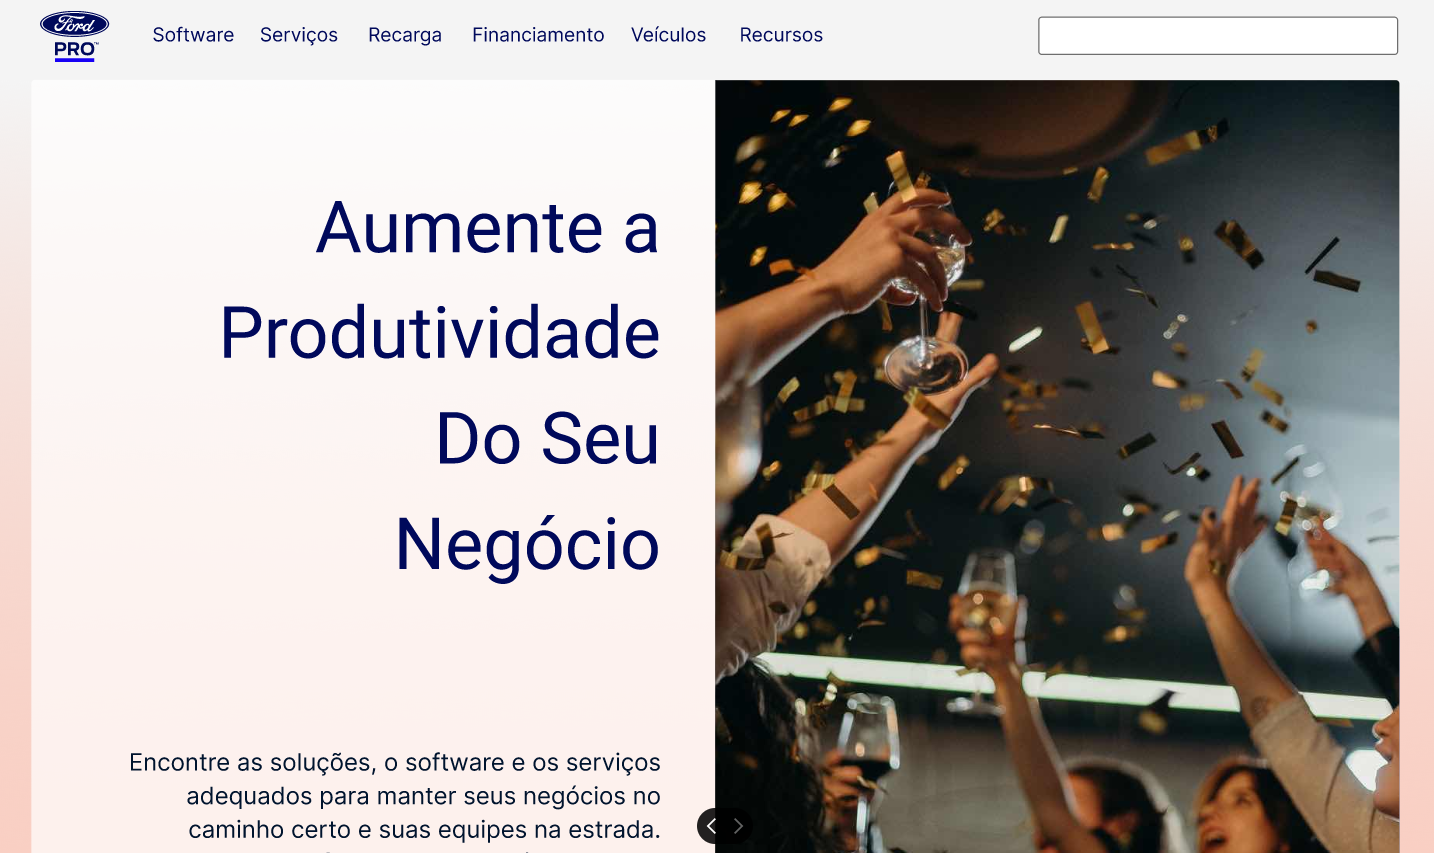 Ford
PRO™
Software Serviços Recarga Financiamento Veículos Recursos
Aumente a
Produtividade
Do Seu
Negócio
Encontre as soluções, o software e os serviços
adequados para manter seus negócios no
caminho certo e suas equipes na estrada.